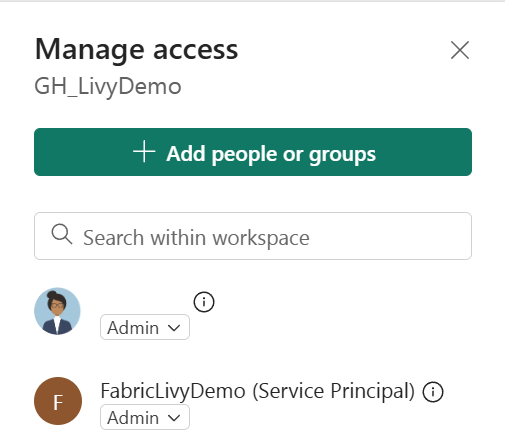 Manage access
GH_LivyDemo
Add people or groups
Search within workspace
Admin
F
FabricLivyDemo (Service Principal)
Admin